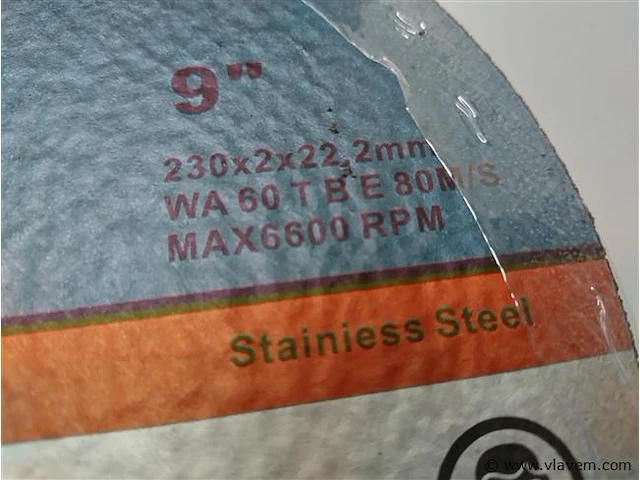 9"
230x2x22,2mm
WA 60 T B E 80M/S
MAX6600 RPM
Stainiess Steel
© www.vlavem.com